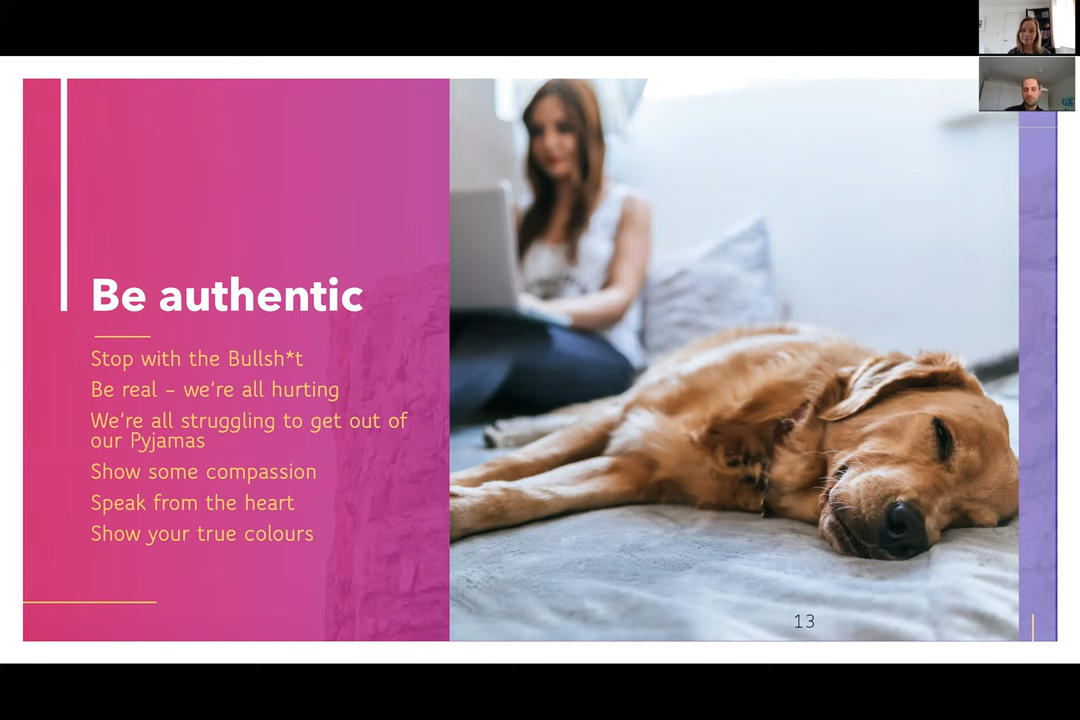 Be authentic
Stop with the Bullsh*t
Be real – we're all hurting
We're all struggling to get out of
our Pyjamas
Show some compassion
Speak from the heart
Show your true colours
13